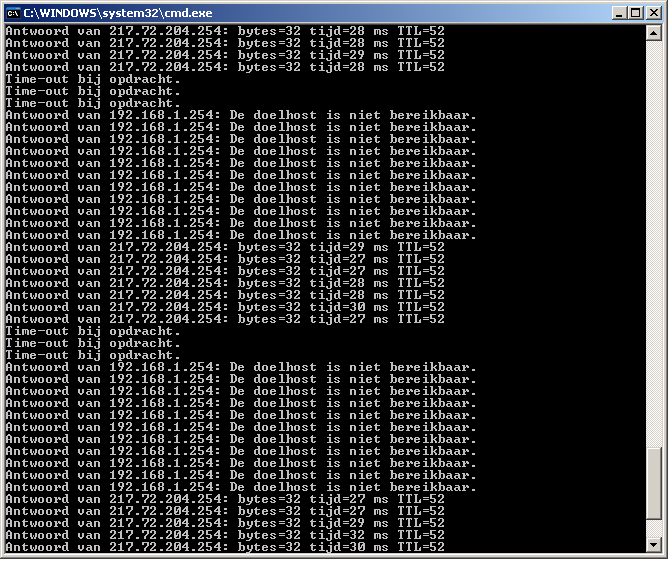 C:\WINDOWS\system32\cmd.exe
Antwoord van 217.72.204.254: bytes=32 tijd=28 ms TTL=52
Antwoord van 217.72.204.254: bytes=32 tijd=28 ms TTL=52
Antwoord van 217.72.204.254: bytes=32 tijd=29 ms TTL=52
Antwoord van 217.72.204.254: bytes=32 tijd=28 ms TTL=52
Time-out bij opdracht.
Time-out bij opdracht.
Time-out bij opdracht.
Antwoord van 192.168.1.254: De doelhost is niet bereikbaar.
Antwoord van 192.168.1.254: De doelhost is niet bereikbaar.
Antwoord van 192.168.1.254: De doelhost is niet bereikbaar.
Antwoord van 192.168.1.254: De doelhost is niet bereikbaar.
Antwoord van 192.168.1.254: De doelhost is niet bereikbaar.
Antwoord van 192.168.1.254: De doelhost is niet bereikbaar.
Antwoord van 192.168.1.254: De doelhost is niet bereikbaar.
Antwoord van 192.168.1.254: De doelhost is niet bereikbaar.
Antwoord van 192.168.1.254: De doelhost is niet bereikbaar.
Antwoord van 192.168.1.254: De doelhost is niet bereikbaar.
Antwoord van 192.168.1.254: De doelhost is niet bereikbaar.
Antwoord van 217.72.204.254: bytes=32 tijd=29 ms TTL=52
Antwoord van 217.72.204.254: bytes=32 tijd=27 ms TTL=52
Antwoord van 217.72.204.254: bytes=32 tijd=27 ms TTL=52
Antwoord van 217.72.204.254: bytes=32 tijd=28 ms TTL=52
Antwoord van 217.72.204.254: bytes=32 tijd=28 ms TTL=52
Antwoord van 217.72.204.254: bytes=32 tijd=30 ms TTL=52
Antwoord van 217.72.204.254: bytes=32 tijd=27 ms TTL=52
Time-out bij opdracht.
Time-out bij opdracht.
Time-out bij opdracht.
Antwoord van 192.168.1.254: De doelhost is niet bereikbaar.
Antwoord van 192.168.1.254: De doelhost is niet bereikbaar.
Antwoord van 192.168.1.254: De doelhost is niet bereikbaar.
Antwoord van 192.168.1.254: De doelhost is niet bereikbaar.
Antwoord van 192.168.1.254: De doelhost is niet bereikbaar.
Antwoord van 192.168.1.254: De doelhost is niet bereikbaar.
Antwoord van 192.168.1.254: De doelhost is niet bereikbaar.
Antwoord van 192.168.1.254: De doelhost is niet bereikbaar.
Antwoord van 192.168.1.254: De doelhost is niet bereikbaar.
Antwoord van 192.168.1.254: De doelhost is niet bereikbaar.
Antwoord van 192.168.1.254: De doelhost is niet bereikbaar.
Antwoord van 217.72.204.254: bytes=32 tijd=27 ms TTL=52
Antwoord van 217.72.204.254: bytes=32 tijd=27 ms TTL=52
Antwoord van 217.72.204.254: bytes=32 tijd=29 ms TTL=52
Antwoord van 217.72.204.254: bytes=32 tijd=32 ms TTL=52
Antwoord van 217.72.204.254: bytes=32 tijd=30 ms TTL=52